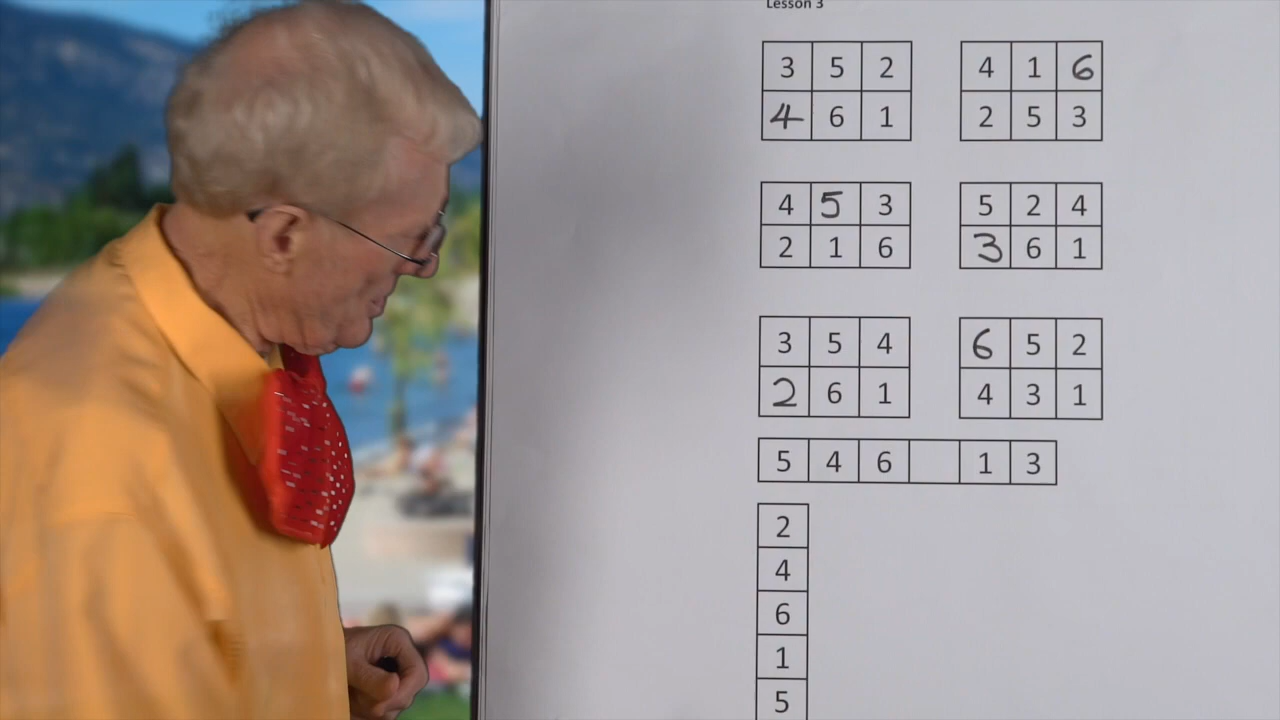 Lesson 3
3 5 2 4 1 6
4 6 1 2 5 3
4 5 3 5 2 4
2 1 6 3 6 1
3 5 4 6 5 2
2 6 1 4 3 1
5 4 6 1 3
2
4
6
1
5